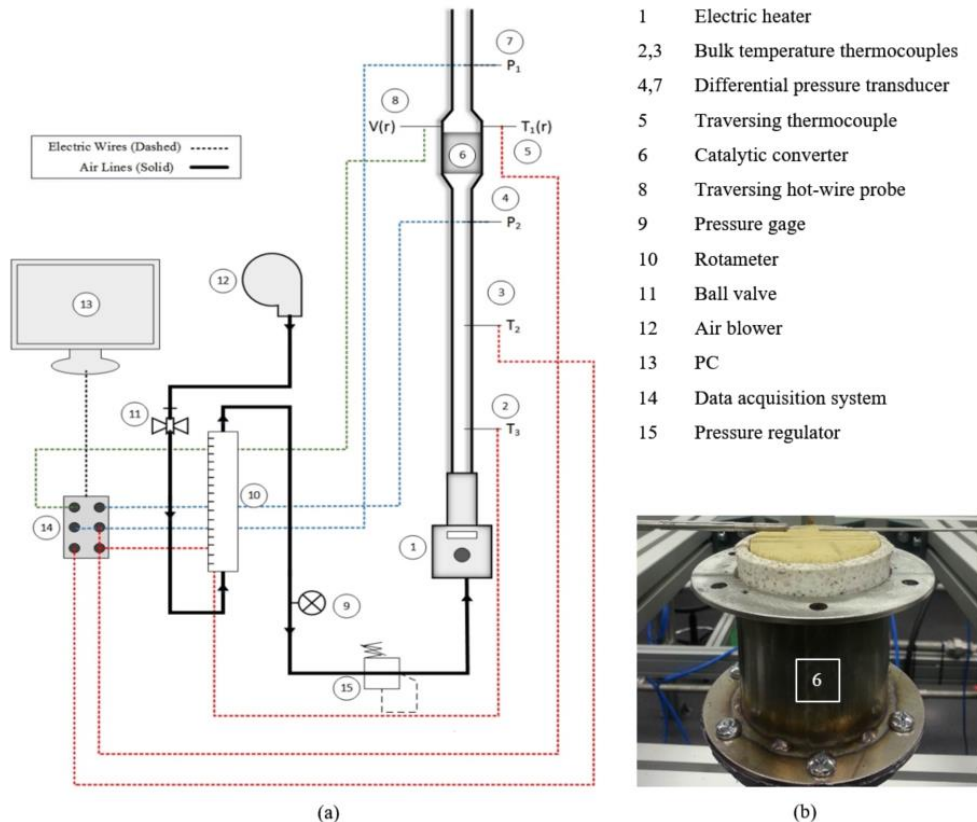 7
P1
8
V(r)
T1(r)
6
5
Electric Wires (Dashed)
Air Lines (Solid)
4
P2
12
3
13
T2
11
2
T3
10
14
1
9
15
(a)
1 Electric heater
2,3 Bulk temperature thermocouples
4,7 Differential pressure transducer
5 Traversing thermocouple
6 Catalytic converter
8 Traversing hot-wire probe
9 Pressure gage
10 Rotameter
11 Ball valve
12 Air blower
13 PC
14 Data acquisition system
15 Pressure regulator
6
(b)